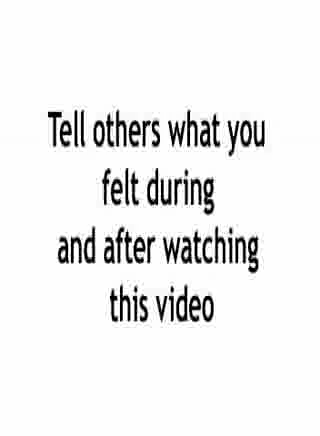 Tell others what you
felt during
and after watching
this video